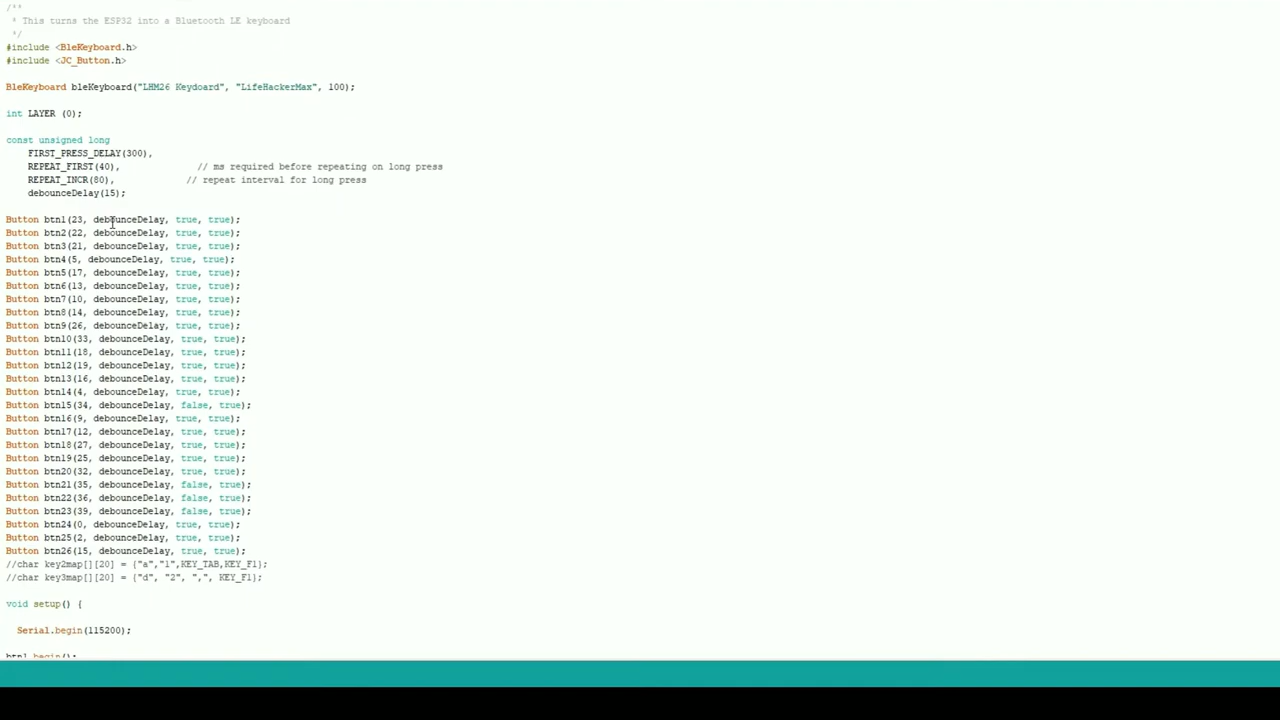 /**
* This turns the ESP32 into a Bluetooth LE keyboard
*/
#include <BleKeyboard.h>
#include <JC_Button.h>
BleKeyboard bleKeyboard("LHM26 Keydoard", "LifeHackerMax", 100);
int LAYER (0);
const unsigned long
FIRST_PRESS_DELAY(300),
REPEAT_FIRST(40), // ms required before repeating on long press
REPEAT_INCR(80), // repeat interval for long press
debounceDelay(15);
Button btn1(23, debounceDelay, true, true);
Button btn2(22, debounceDelay, true, true);
Button btn3(21, debounceDelay, true, true);
Button btn4(5, debounceDelay, true, true);
Button btn5(17, debounceDelay, true, true);
Button btn6(13, debounceDelay, true, true);
Button btn7(10, debounceDelay, true, true);
Button btn8(14, debounceDelay, true, true);
Button btn9(26, debounceDelay, true, true);
Button btn10(33, debounceDelay, true, true);
Button btn11(18, debounceDelay, true, true);
Button btn12(19, debounceDelay, true, true);
Button btn13(16, debounceDelay, true, true);
Button btn14(4, debounceDelay, true, true);
Button btn15(34, debounceDelay, false, true);
Button btn16(9, debounceDelay, true, true);
Button btn17(12, debounceDelay, true, true);
Button btn18(27, debounceDelay, true, true);
Button btn19(25, debounceDelay, true, true);
Button btn20(32, debounceDelay, true, true);
Button btn21(35, debounceDelay, false, true);
Button btn22(36, debounceDelay, false, true);
Button btn23(39, debounceDelay, false, true);
Button btn24(0, debounceDelay, true, true);
Button btn25(2, debounceDelay, true, true);
Button btn26(15, debounceDelay, true, true);
//char key2map[][20] = {"a","1",KEY_TAB,KEY_F1};
//char key3map[][20] = {"d", "2", ",", KEY_F1};
void setup() {
Serial.begin(115200);
btn1.begin();